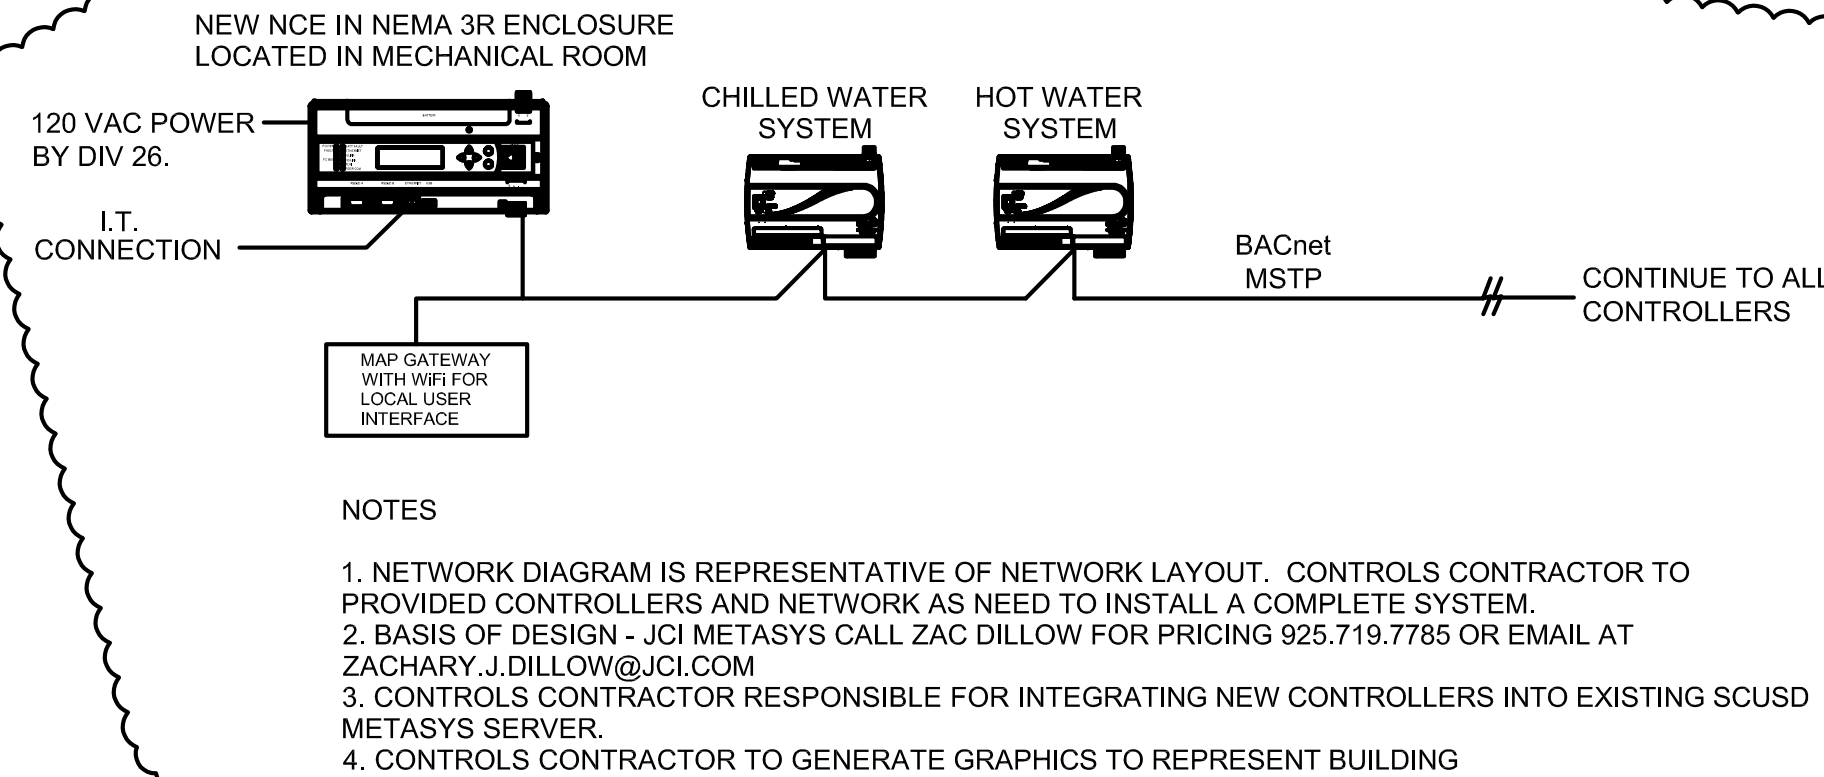 NEW NCE IN NEMA 3R ENCLOSURE
LOCATED IN MECHANICAL ROOM
120 VAC POWER
BY DIV 26.
I.T.
CONNECTION
BATTERY
CHILLED WATER
SYSTEM
HOT WATER
SYSTEM
BACnet
MSTP
CONTINUE TO ALL
CONTROLLERS
MAP GATEWAY
WITH WiFi FOR
LOCAL USER
INTERFACE
NOTES
1. NETWORK DIAGRAM IS REPRESENTATIVE OF NETWORK LAYOUT. CONTROLS CONTRACTOR TO
PROVIDED CONTROLLERS AND NETWORK AS NEED TO INSTALL A COMPLETE SYSTEM.
2. BASIS OF DESIGN - JCI METASYS CALL ZAC DILLOW FOR PRICING 925.719.7785 OR EMAIL AT
ZACHARY.J.DILLOW@JCI.COM
3. CONTROLS CONTRACTOR RESPONSIBLE FOR INTEGRATING NEW CONTROLLERS INTO EXISTING SCUSD
METASYS SERVER.
4. CONTROLS CONTRACTOR TO GENERATE GRAPHICS TO REPRESENT BUILDING